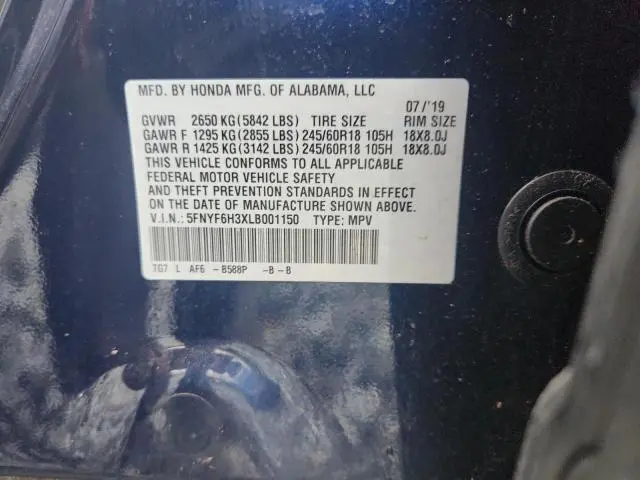 MFD. BY HONDA MFG. OF ALABAMA, LLC
07/'19
GVWR 2650 KG (5842 LBS) TIRE SIZE RIM SIZE
GAWR F 1295 KG (2855 LBS) 245/60R18 105H 18X8.0J
GAWR R 1425 KG (3142 LBS) 245/60R18 105H 18X8.0J
THIS VEHICLE CONFORMS TO ALL APPLICABLE
FEDERAL MOTOR VEHICLE SAFETY
AND THEFT PREVENTION STANDARDS IN EFFECT
ON THE DATE OF MANUFACTURE SHOWN ABOVE.
V.I.N.: 5FNYF6H3XLB001150 TYPE: MPV
TG7 L AF6 - B588P -B-B